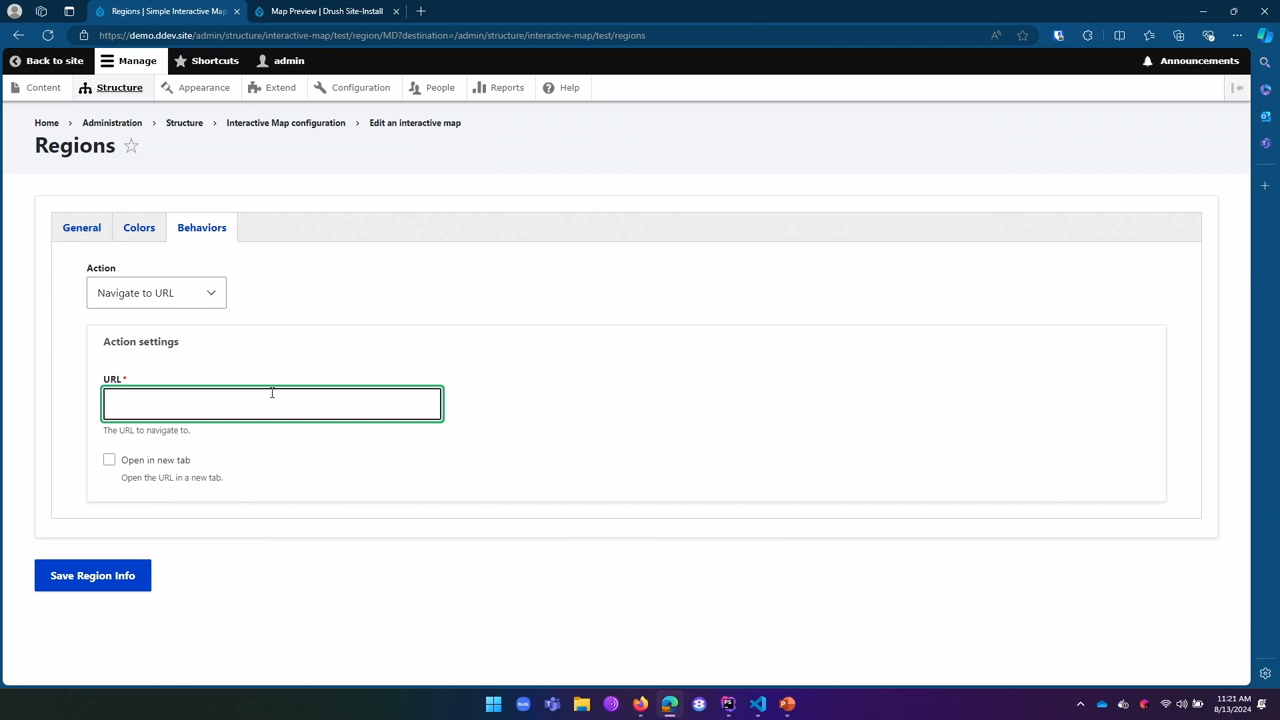 Regions | Simple Interactive Map
Map Preview | Drush Site-Install
https://demo.ddev.site/admin/structure/interactive-map/test/region/MD?destination=/admin/structure/interactive-map/test/regions
Back to site
Manage
Shortcuts
admin
Announcements
Content
Structure
Appearance
Extend
Configuration
People
Reports
Help
Home > Administration > Structure > Interactive Map configuration > Edit an interactive map
Regions
General
Colors
Behaviors
Action
Navigate to URL
Action settings
URL*
The URL to navigate to.
Open in new tab
Open the URL in a new tab.
Save Region Info
11:21 AM
8/13/2024